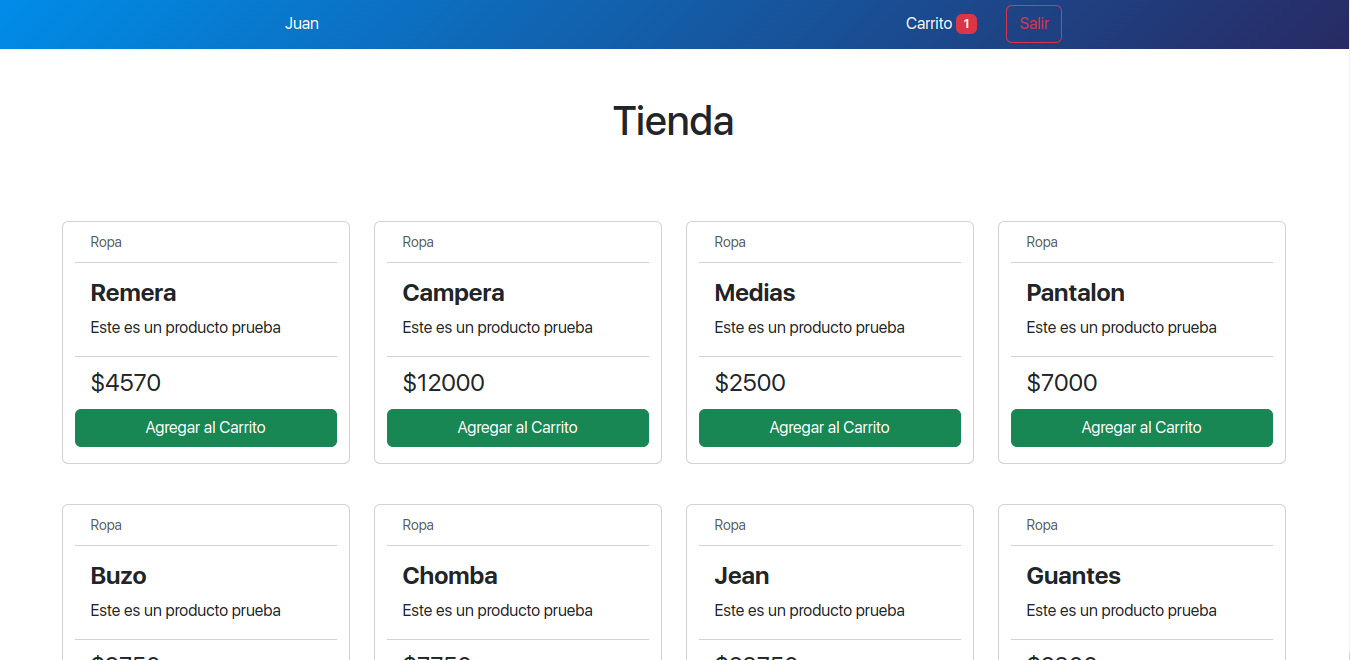 Juan Carrito 1 Salir
Tienda
Ropa Ropa Ropa Ropa
Remera Campera Medias Pantalon
Este es un producto prueba Este es un producto prueba Este es un producto prueba Este es un producto prueba
$4570 $12000 $2500 $7000
Agregar al Carrito Agregar al Carrito Agregar al Carrito Agregar al Carrito
Ropa Ropa Ropa Ropa
Buzo Chomba Jean Guantes
Este es un producto prueba Este es un producto prueba Este es un producto prueba Este es un producto prueba